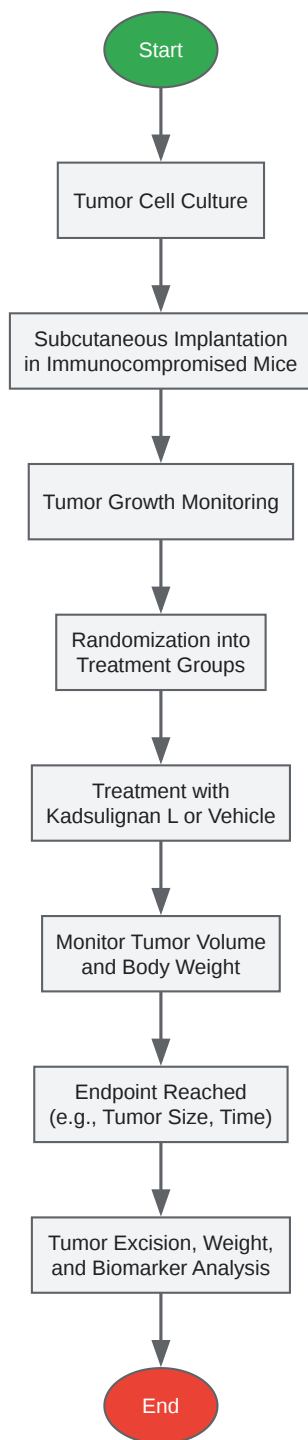 Start
Tumor Cell Culture
Subcutaneous Implantation
in Immunocompromised Mice
Tumor Growth Monitoring
Randomization into
Treatment Groups
Treatment with
Kadsulignan L or Vehicle
Monitor Tumor Volume
and Body Weight
Endpoint Reached
(e.g., Tumor Size, Time)
Tumor Excision, Weight,
and Biomarker Analysis
End